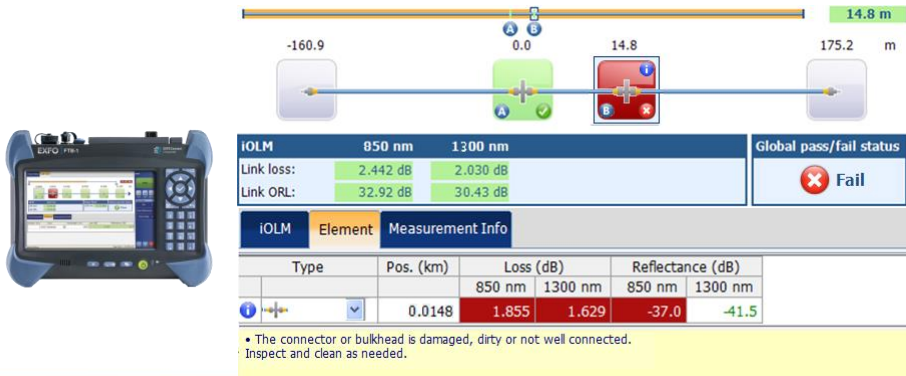 14.8 m
A B
-160.9 0.0 14.8 175.2 m
i
A B
iOLM 850 nm 1300 nm
Link loss: 2.442 dB 2.030 dB
Link ORL: 32.92 dB 30.43 dB
Global pass/fail status
Fail
iOLM Element Measurement Info
Type Pos. (km) Loss (dB) Reflectance (dB)
850 nm 1300 nm 850 nm 1300 nm
i 0.0148 1.855 1.629 -37.0 -41.5
• The connector or bulkhead is damaged, dirty or not well connected.
Inspect and clean as needed.
EXFO FTB-1